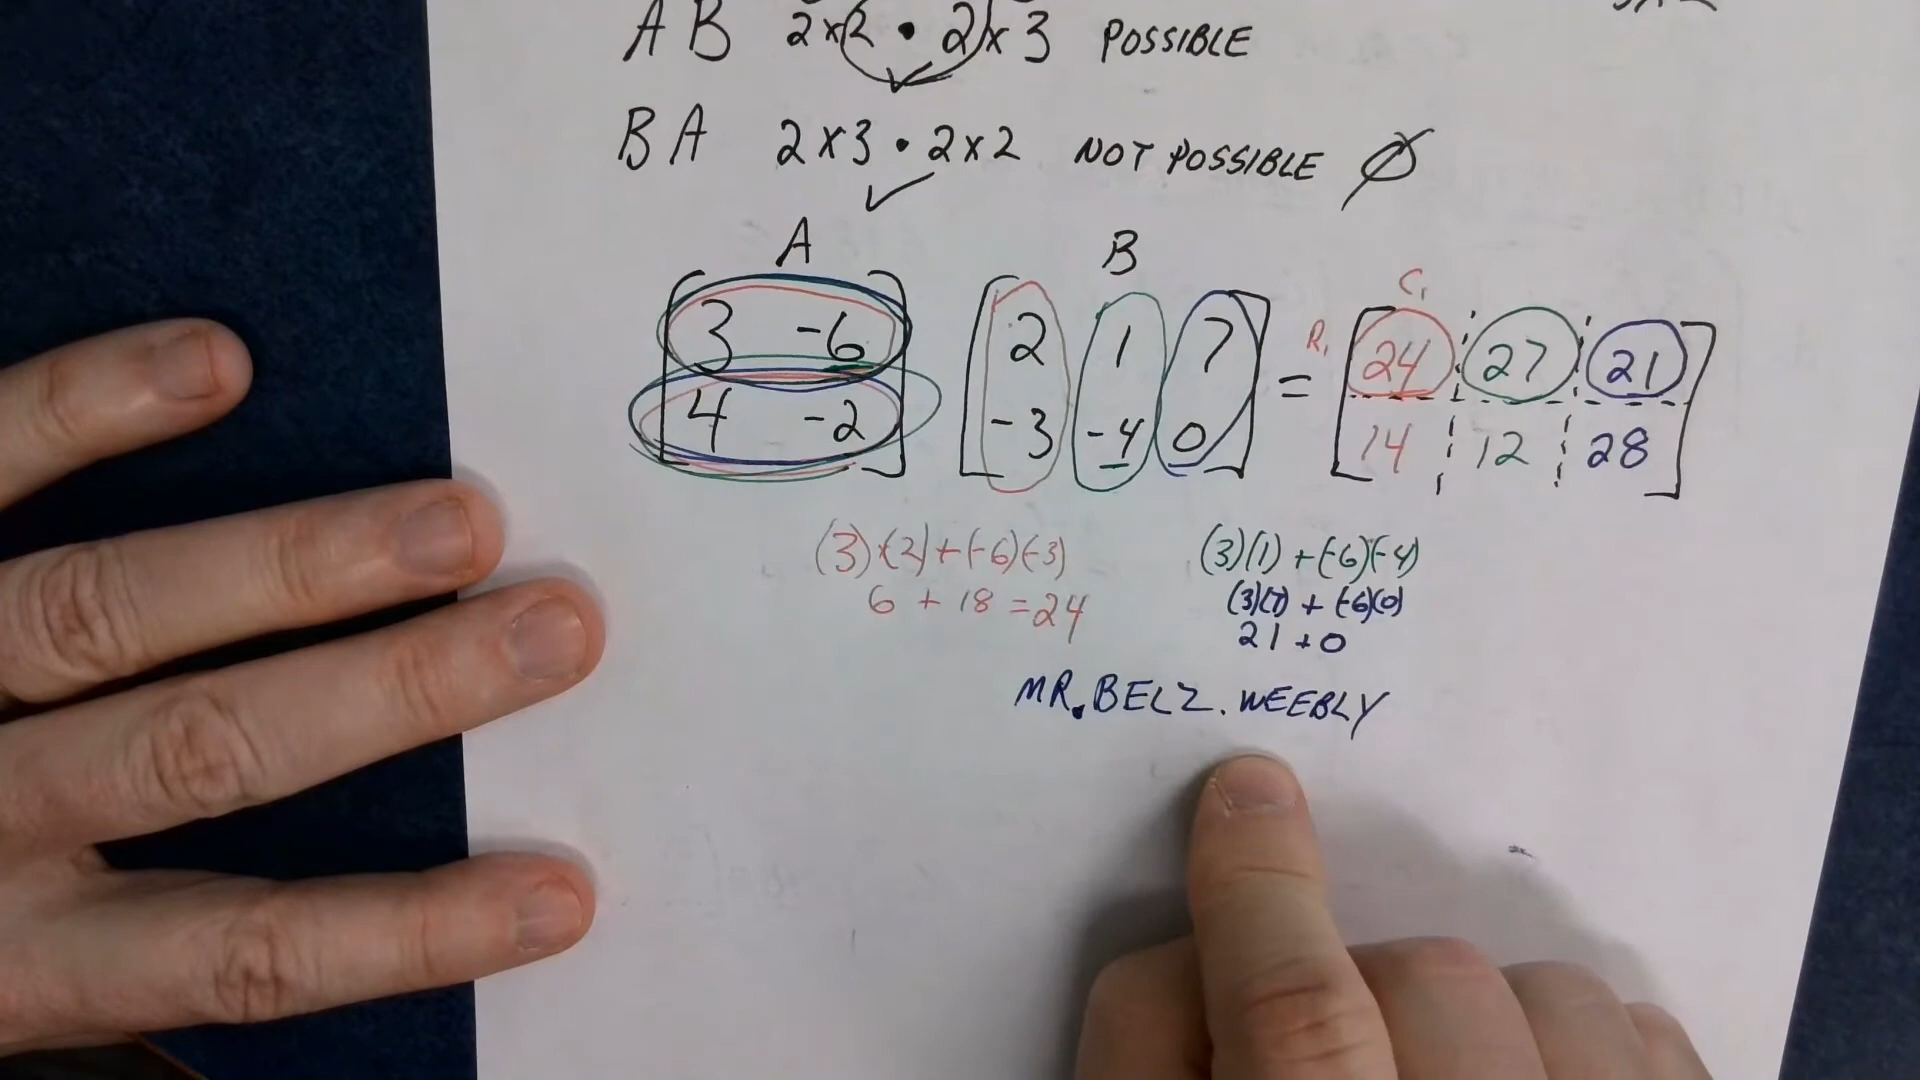 A B 2x2 • 2x3 POSSIBLE
B A 2x3 • 2x2 NOT POSSIBLE Ø
A B
C₁
R₁
3 -6 2 1 7 = 24 27 21
4 -2 -3 -4 0 14 12 28
(3)·(2)+(-6)(-3) (3)(1)+(-6)(-4)
6 + 18 = 24 (3)(7) + (-6)(0)
21 + 0
MR.BELZ.WEEBLY